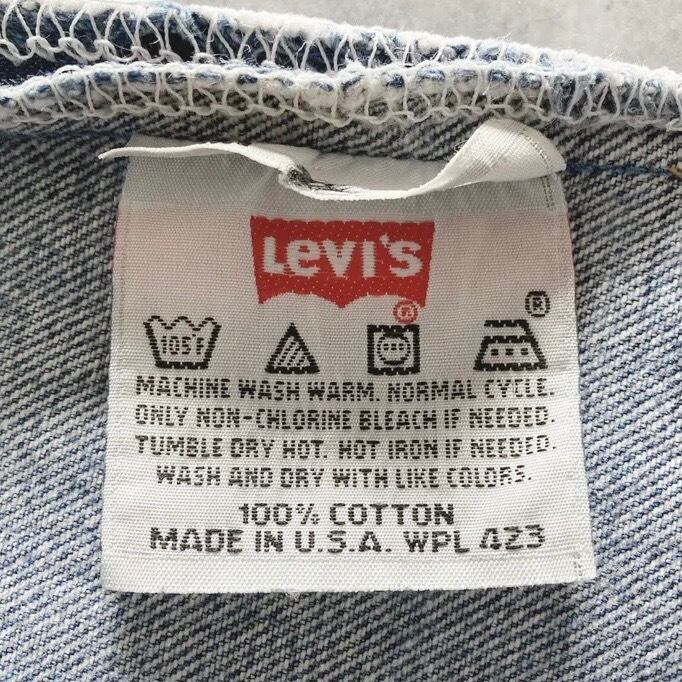 LEVI'S
®
®
105°F
MACHINE WASH WARM. NORMAL CYCLE.
ONLY NON-CHLORINE BLEACH IF NEEDED.
TUMBLE DRY HOT. HOT IRON IF NEEDED.
WASH AND DRY WITH LIKE COLORS.
100% COTTON
MADE IN U.S.A. WPL 423